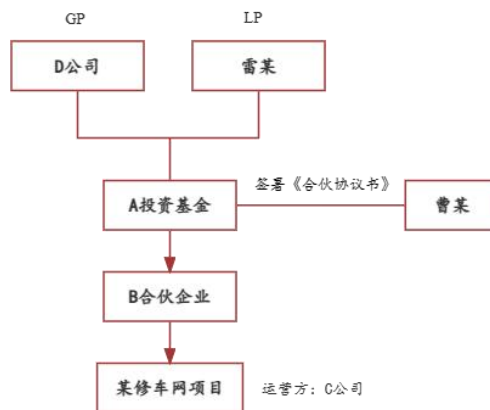 GP
LP
D公司
雷某
签署《合伙协议书》
A投资基金
曹某
B合伙企业
某修车网项目
运营方：C公司